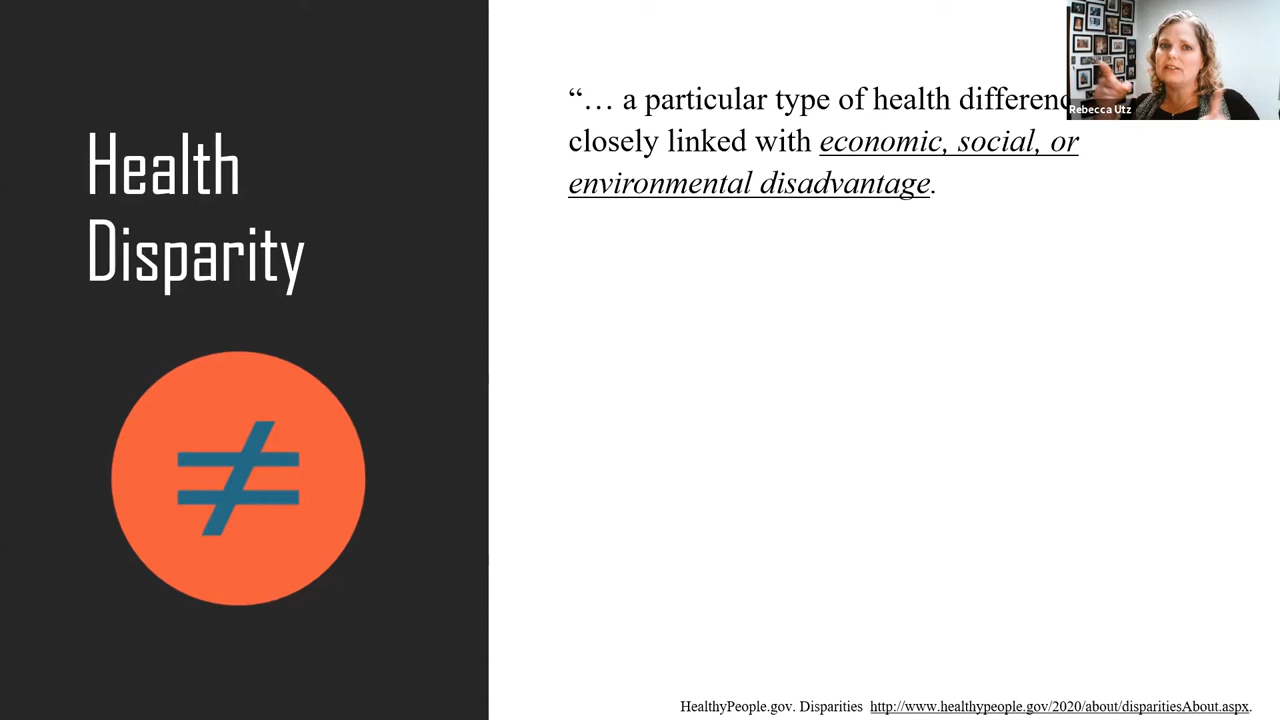 Health
Disparity
“… a particular type of health
closely linked with economic, social, or
environmental disadvantage.
Rebecca Utz
HealthyPeople.gov. Disparities http://www.healthypeople.gov/2020/about/disparitiesAbout.aspx.